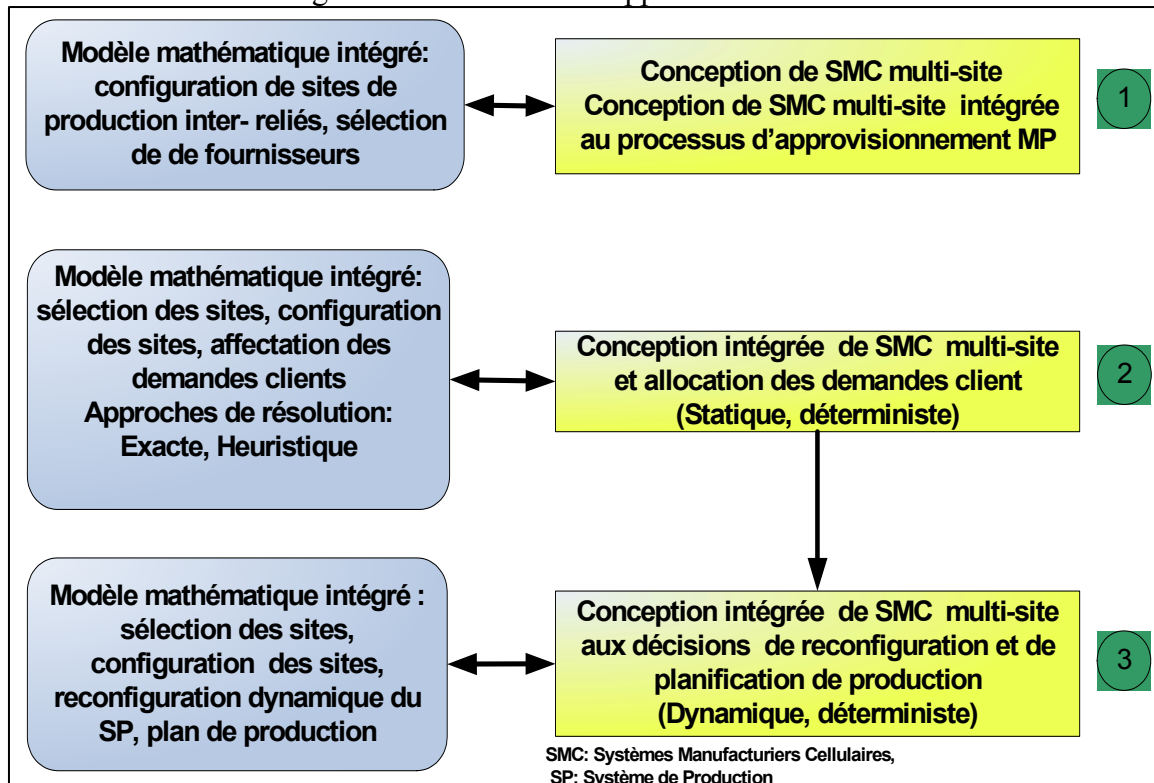 Modèle mathématique intégré:
configuration de sites de
production inter- reliés, sélection
de de fournisseurs
Conception de SMC multi-site
Conception de SMC multi-site intégrée
au processus d'approvisionnement MP
1
Modèle mathématique intégré:
sélection des sites, configuration
des sites, affectation des
demandes clients
Approches de résolution:
Exacte, Heuristique
Conception intégrée de SMC multi-site
et allocation des demandes client
(Statique, déterministe)
2
Modèle mathématique intégré :
sélection des sites,
configuration des sites,
reconfiguration dynamique du
SP, plan de production
Conception intégrée de SMC multi-site
aux décisions de reconfiguration et de
planification de production
(Dynamique, déterministe)
3
SMC: Systèmes Manufacturiers Cellulaires,
SP: Système de Production